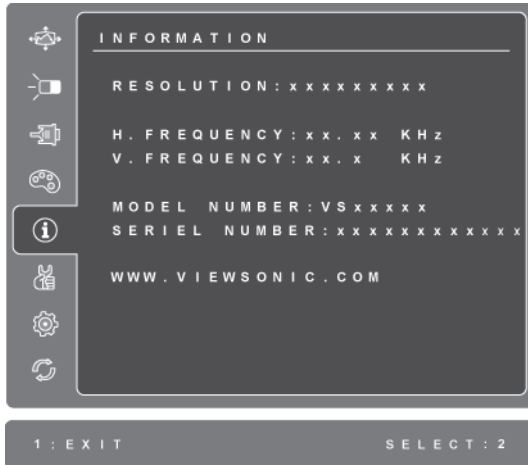 INFORMATION
RESOLUTION:xxxxxxxxx
H. FREQUENCY:xx.xx KHz
V. FREQUENCY:xx.x KHz
MODEL NUMBER:VSxxxxx
SERIEL NUMBER:xxxxxxxxxxxx
WWW.VIEWSONIC.COM
1:EXIT SELECT:2